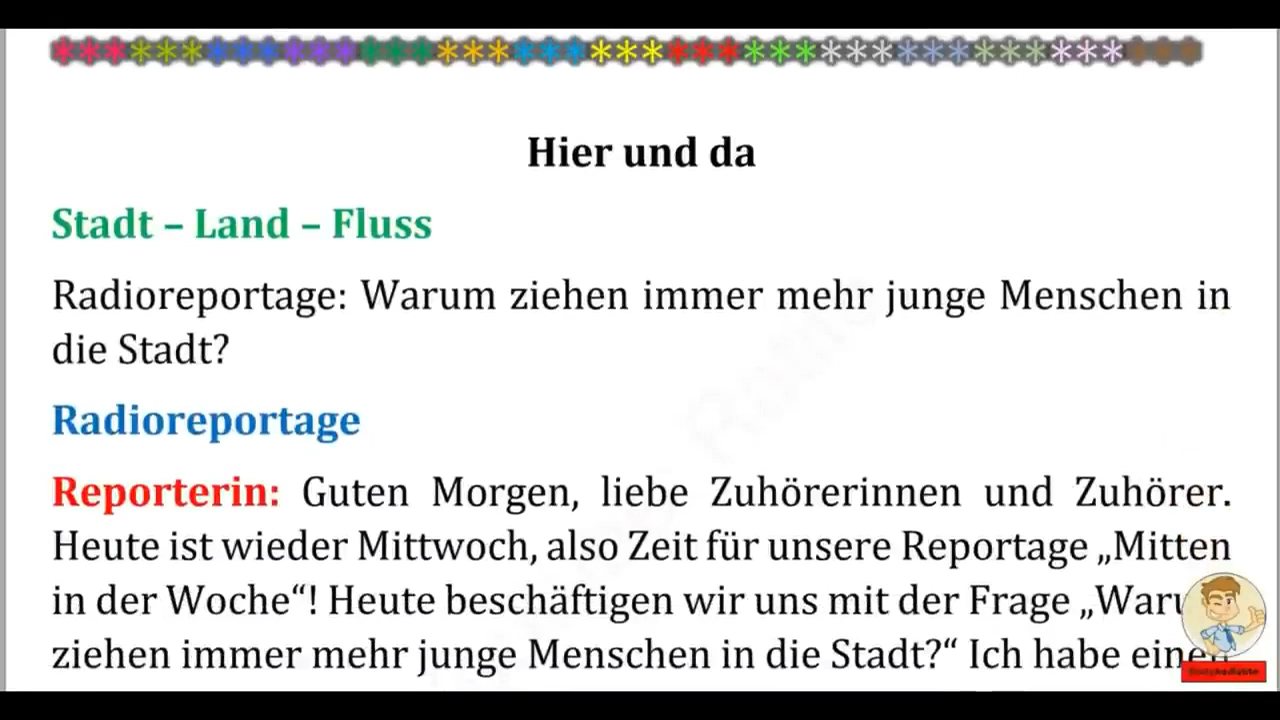 Hier und da
Stadt – Land – Fluss
Radioreportage: Warum ziehen immer mehr junge Menschen in
die Stadt?
Radioreportage
Reporterin: Guten Morgen, liebe Zuhörerinnen und Zuhörer.
Heute ist wieder Mittwoch, also Zeit für unsere Reportage „Mitten
in der Woche“! Heute beschäftigen wir uns mit der Frage
ziehen immer mehr junge Menschen in die Stadt?“ Ich habe